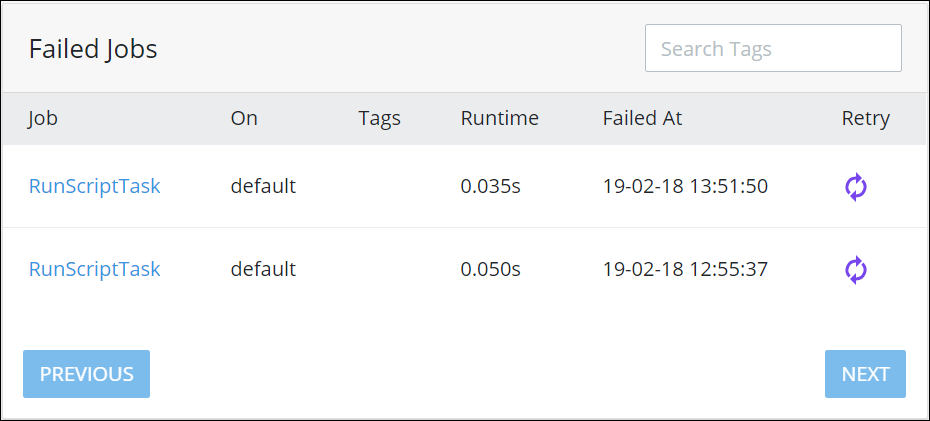 Failed Jobs Search Tags
Job On Tags Runtime Failed At Retry
RunScriptTask default 0.035s 19-02-18 13:51:50
RunScriptTask default 0.050s 19-02-18 12:55:37
PREVIOUS NEXT